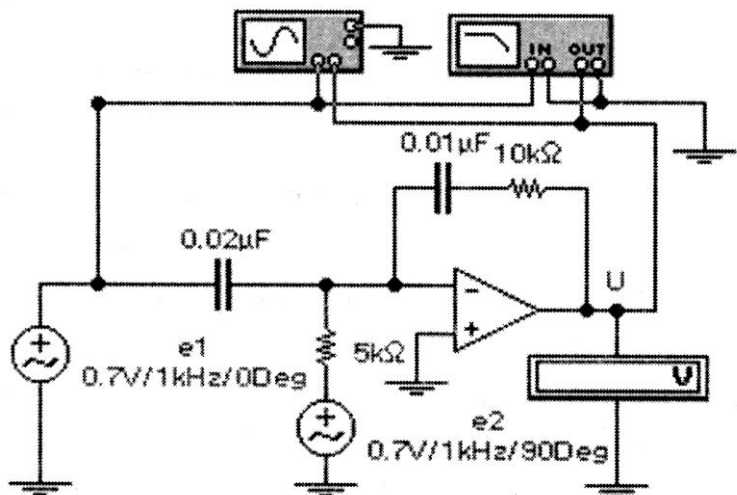 IN OUT
0.01µF
10kΩ
0.02µF
U
-
+
5kΩ
e1
0.7V/1kHz/0Deg
V
e2
0.7V/1kHz/90Deg